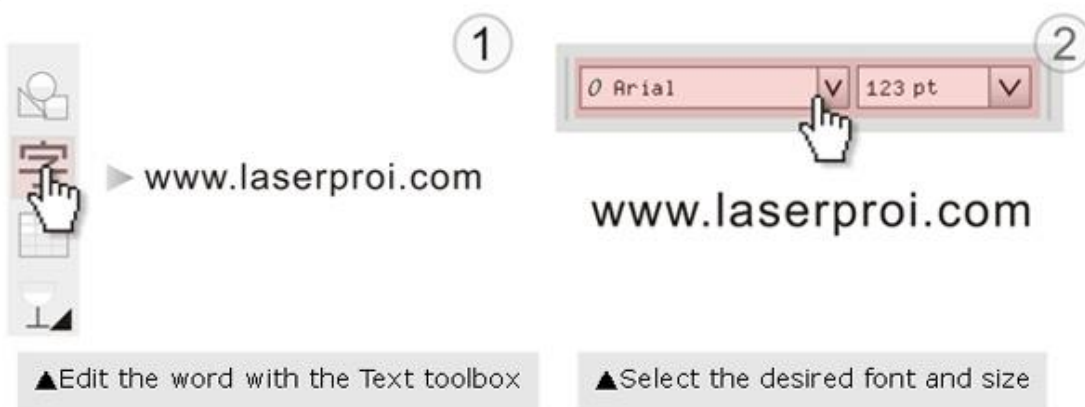 1
字
www.laserproi.com
▲Edit the word with the Text toolbox
2
O Arial
123 pt
www.laserproi.com
▲Select the desired font and size